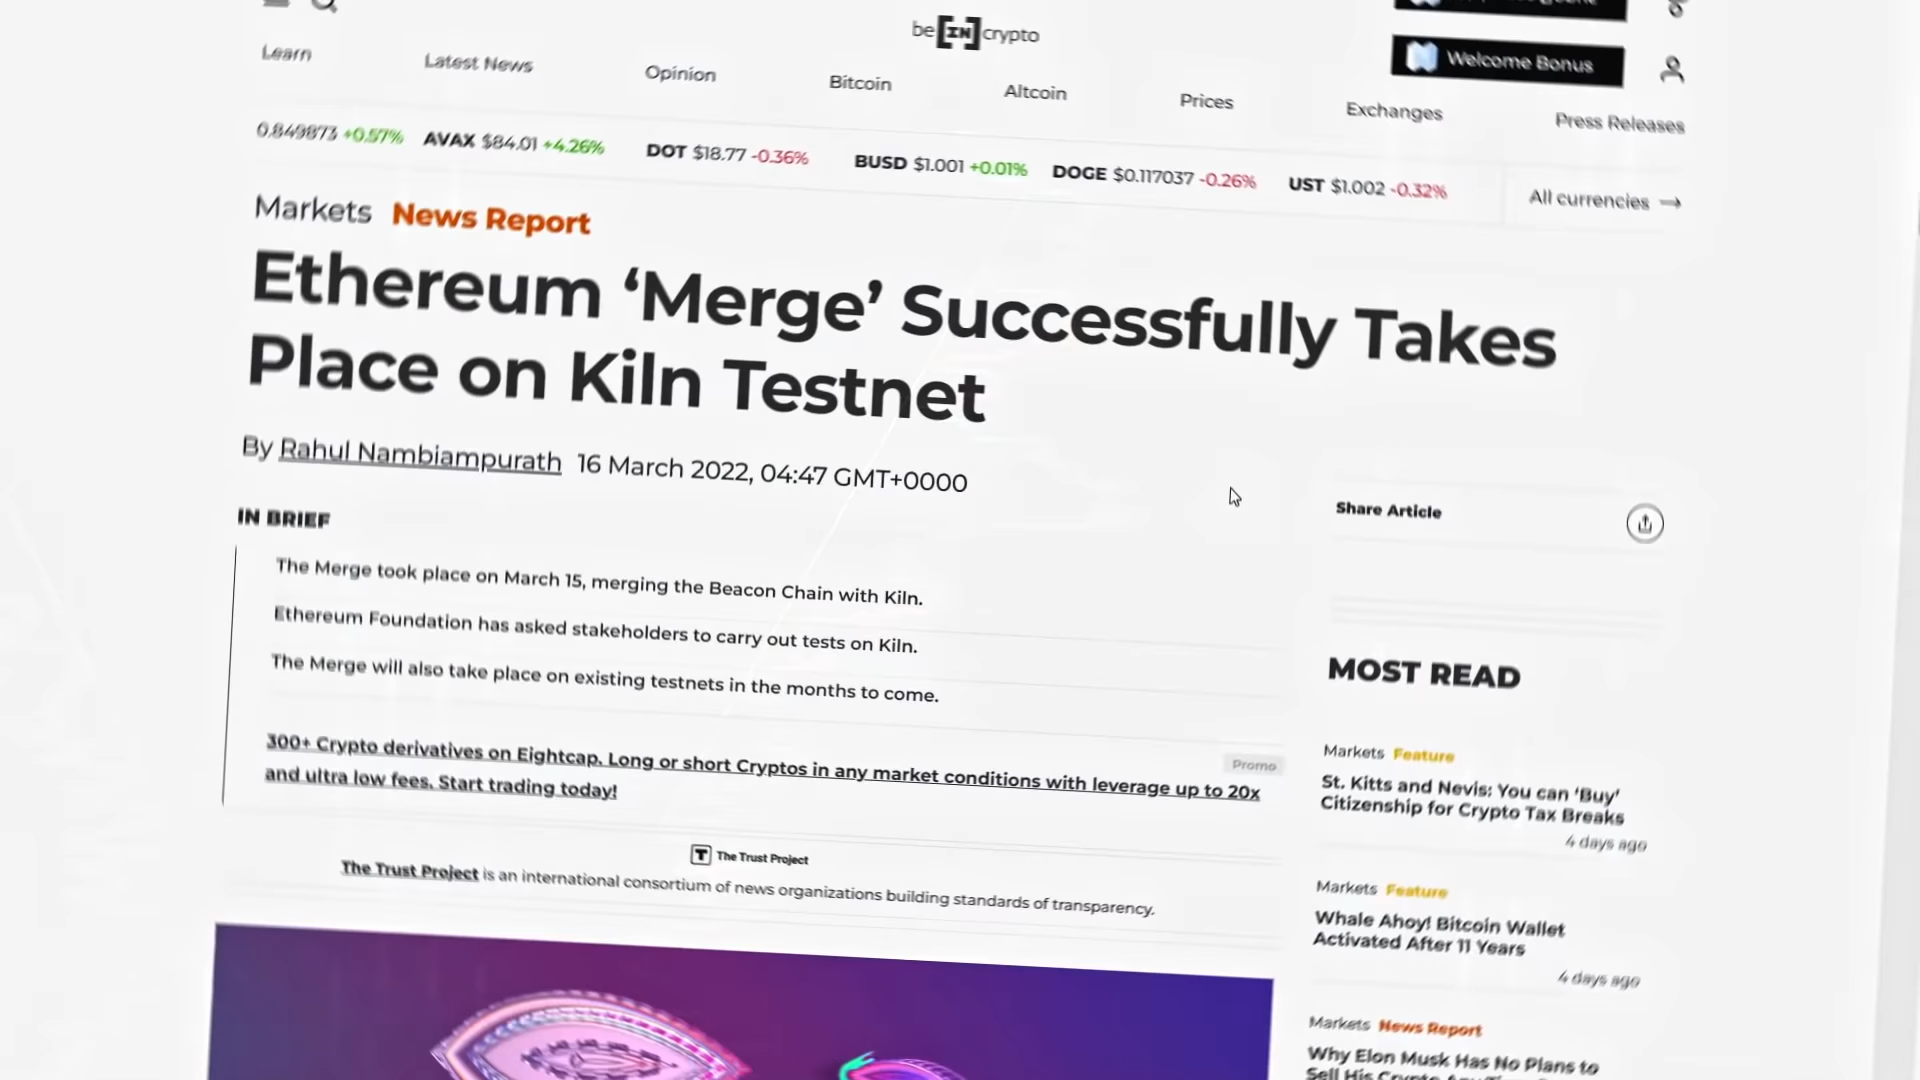 be[IN]crypto
Welcome Bonus
Learn
Latest News
Opinion
Bitcoin
Altcoin
Prices
Exchanges
Press Releases
0.849873 +0.57% AVAX $84.01 +4.26% DOT $18.77 -0.36% BUSD $1.001 +0.01% DOGE $0.117037 -0.26% UST $1.002 -0.32%
All currencies →
Markets News Report
Ethereum ‘Merge’ Successfully Takes
Place on Kiln Testnet
By Rahul Nambiampurath 16 March 2022, 04:47 GMT+0000
IN BRIEF
The Merge took place on March 15, merging the Beacon Chain with Kiln.
Ethereum Foundation has asked stakeholders to carry out tests on Kiln.
The Merge will also take place on existing testnets in the months to come.
300+ Crypto derivatives on Eightcap. Long or short Cryptos in any market conditions with leverage up to 20x
and ultra low fees. Start trading today!
Promo
The Trust Project
The Trust Project is an international consortium of news organizations building standards of transparency.
Share Article
MOST READ
Markets Feature
St. Kitts and Nevis: You can ‘Buy’
Citizenship for Crypto Tax Breaks
4 days ago
Markets Feature
Whale Ahoy! Bitcoin Wallet
Activated After 11 Years
4 days ago
Markets News Report
Why Elon Musk Has No Plans to
Sell His Crypto